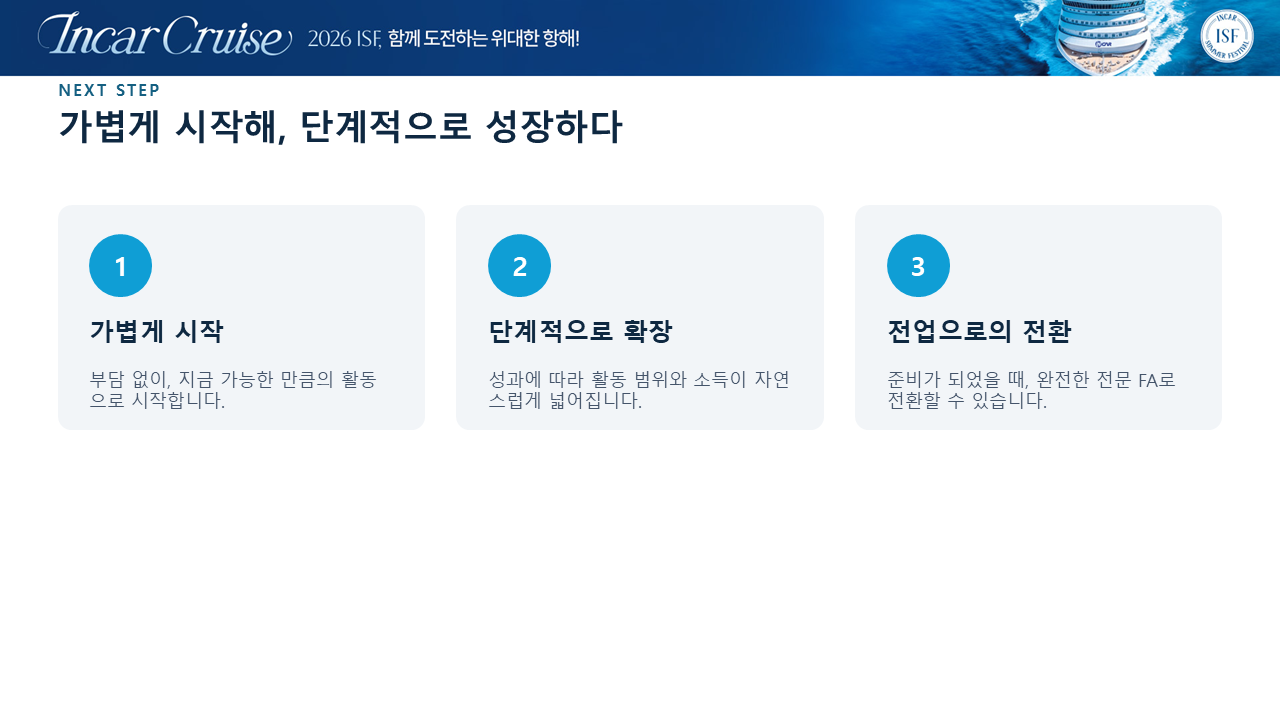 Incar Cruise 2026 ISF, 함께 도전하는 위대한 항해!
INCAR
ISF
SUMMER FESTIVAL
NEXT STEP
가볍게 시작해, 단계적으로 성장하다
1
가볍게 시작
부담 없이, 지금 가능한 만큼의 활동
으로 시작합니다.
2
단계적으로 확장
성과에 따라 활동 범위와 소득이 자연
스럽게 넓어집니다.
3
전업으로의 전환
준비가 되었을 때, 완전한 전문 FA로
전환할 수 있습니다.